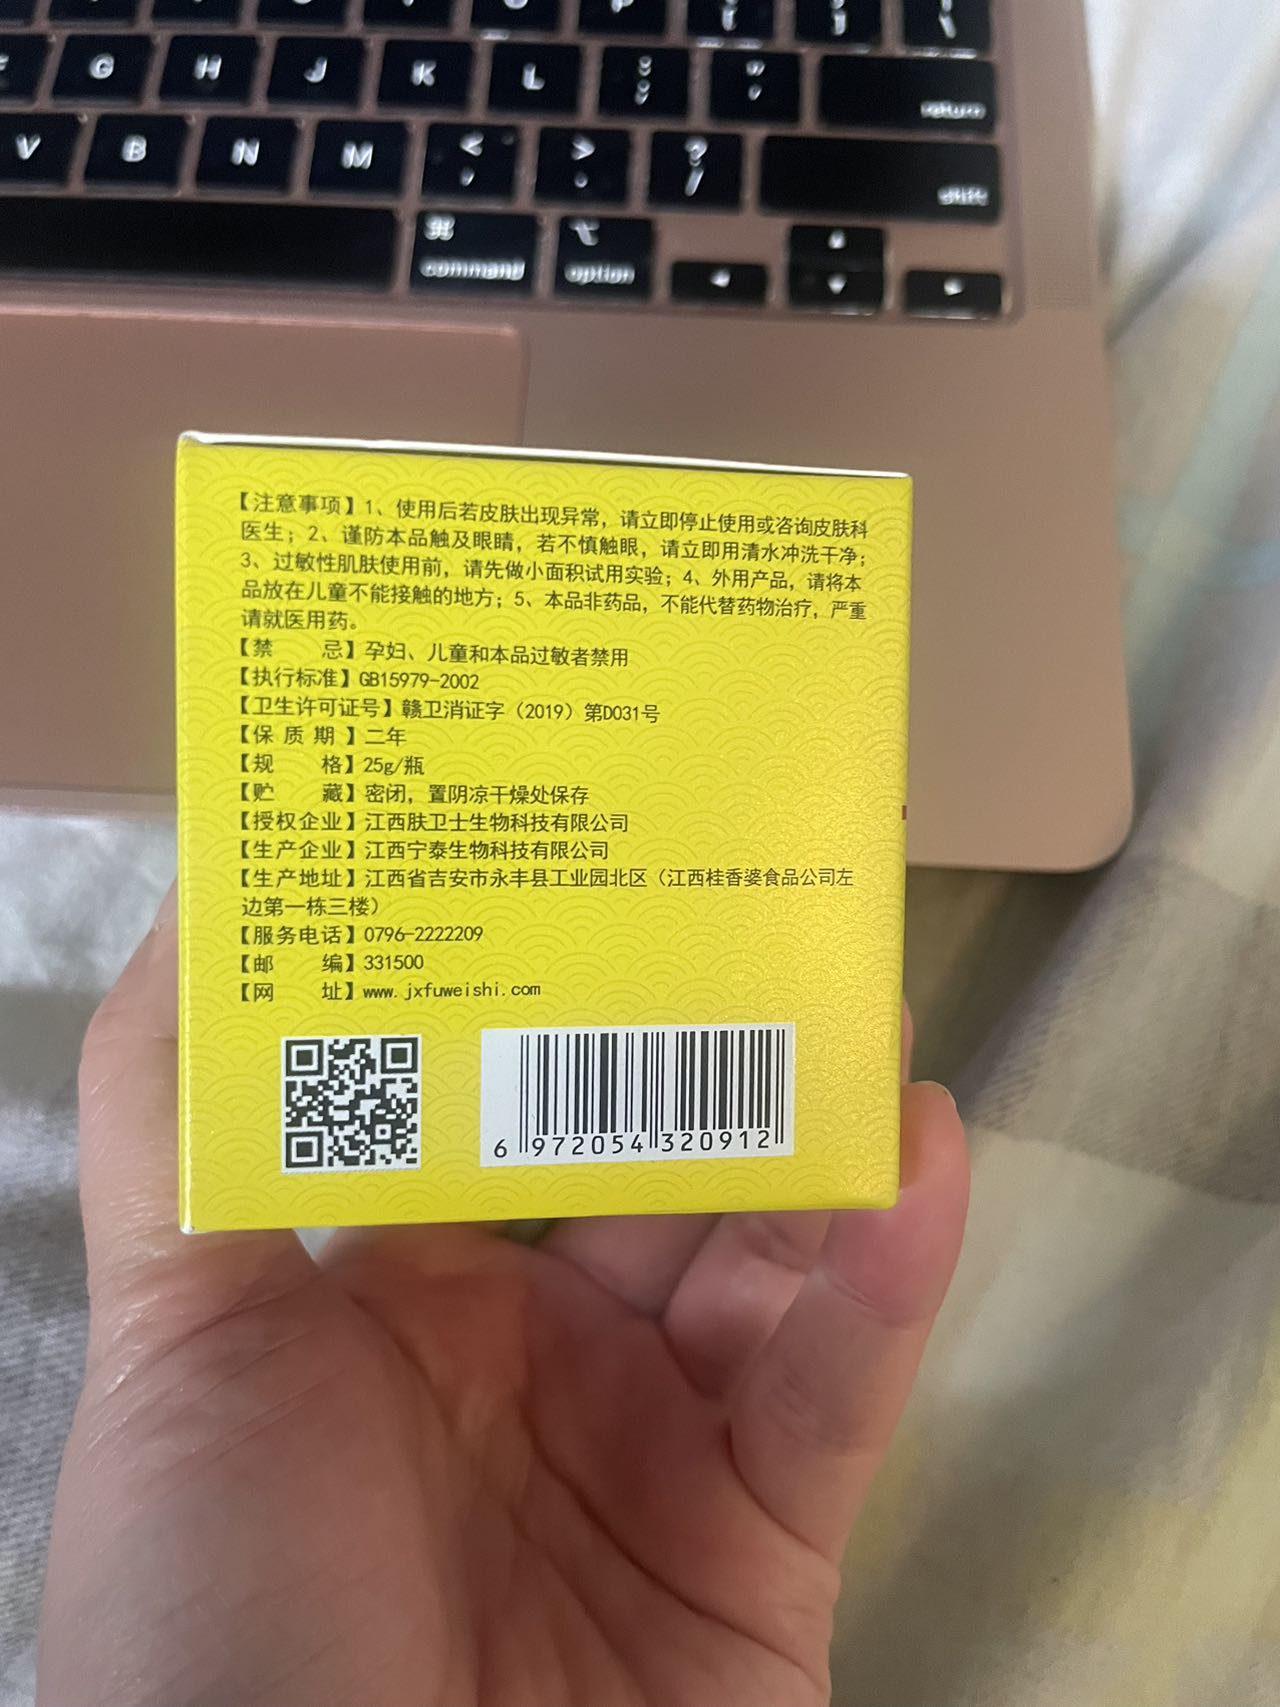 G H J K L : ; " ' return
V B N M < , > . ? / shift
⌘ command ⌥ option
【注意事项】1、使用后若皮肤出现异常，请立即停止使用或咨询皮肤科
医生；2、谨防本品触及眼睛，若不慎触眼，请立即用清水冲洗干净；
3、过敏性肌肤使用前，请先做小面积试用实验；4、外用产品，请将本
品放在儿童不能接触的地方；5、本品非药品，不能代替药物治疗，严重
请就医用药。
【禁 忌】孕妇、儿童和本品过敏者禁用
【执行标准】GB15979-2002
【卫生许可证号】赣卫消证字（2019）第D031号
【保 质 期 】二年
【规 格】25g/瓶
【贮 藏】密闭，置阴凉干燥处保存
【授权企业】江西肤卫士生物科技有限公司
【生产企业】江西宁泰生物科技有限公司
【生产地址】江西省吉安市永丰县工业园北区（江西桂香婆食品公司左
边第一栋三楼）
【服务电话】0796-2222209
【邮 编】331500
【网 址】www.jxfuweishi.com
6 972054 320912